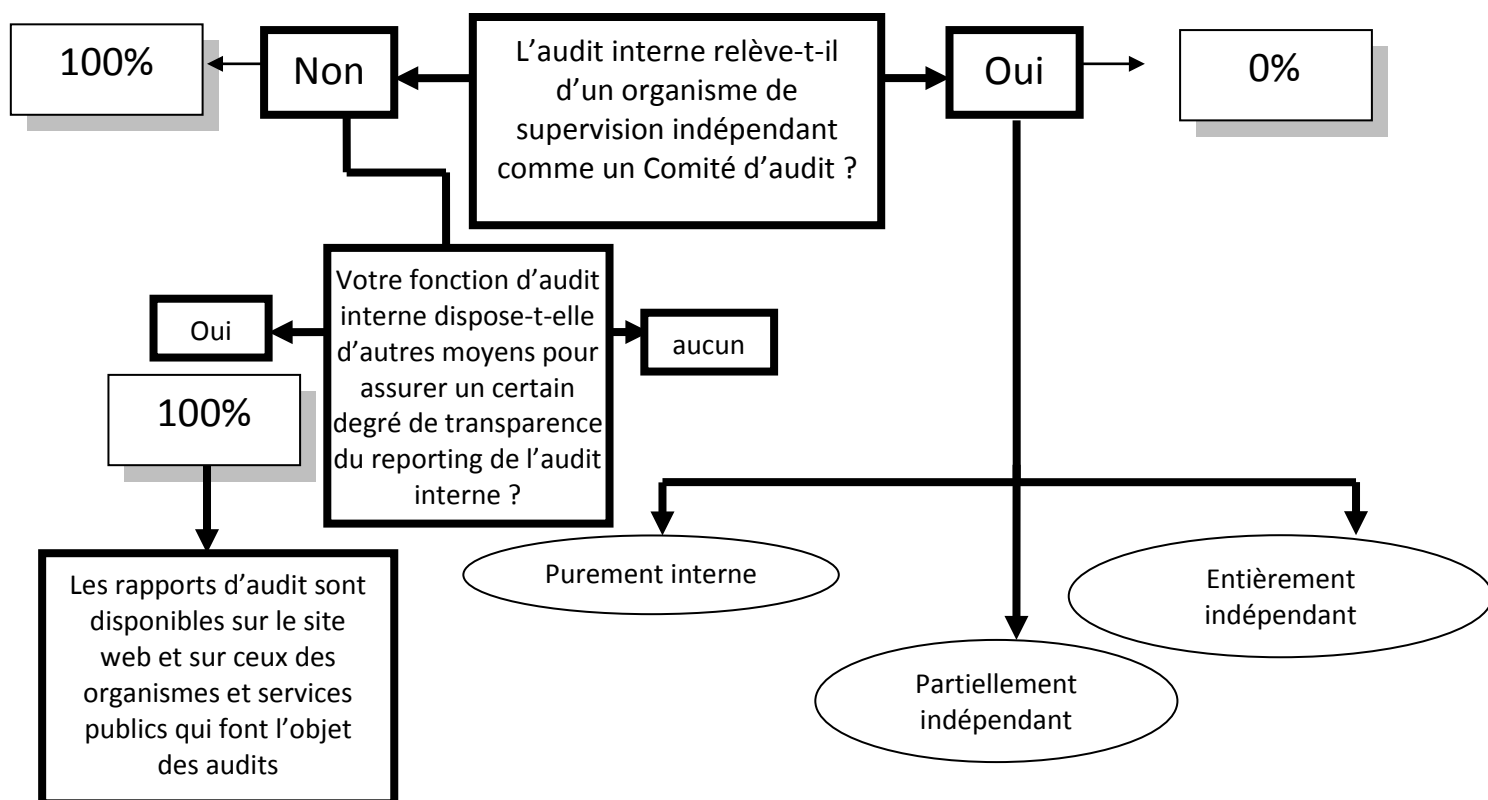 100%
Non
L’audit interne relève-t-il
d’un organisme de
supervision indépendant
comme un Comité d’audit ?
Oui
0%
Votre fonction d’audit
interne dispose-t-elle
d’autres moyens pour
assurer un certain
degré de transparence
du reporting de l’audit
interne ?
Oui
aucun
100%
Les rapports d’audit sont
disponibles sur le site
web et sur ceux des
organismes et services
publics qui font l’objet
des audits
Purement interne
Partiellement
indépendant
Entièrement
indépendant